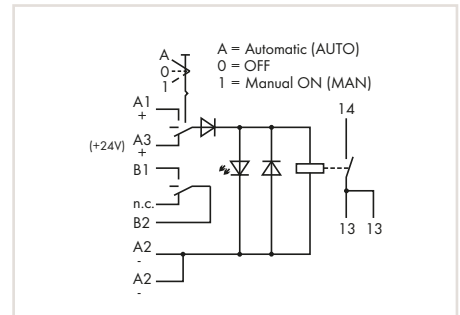 A
0
1
A = Automatic (AUTO)
0 = OFF
1 = Manual ON (MAN)
A1
+
(+24V) A3
+
B1
n.c.
B2
A2
-
A2
-
14
13 13